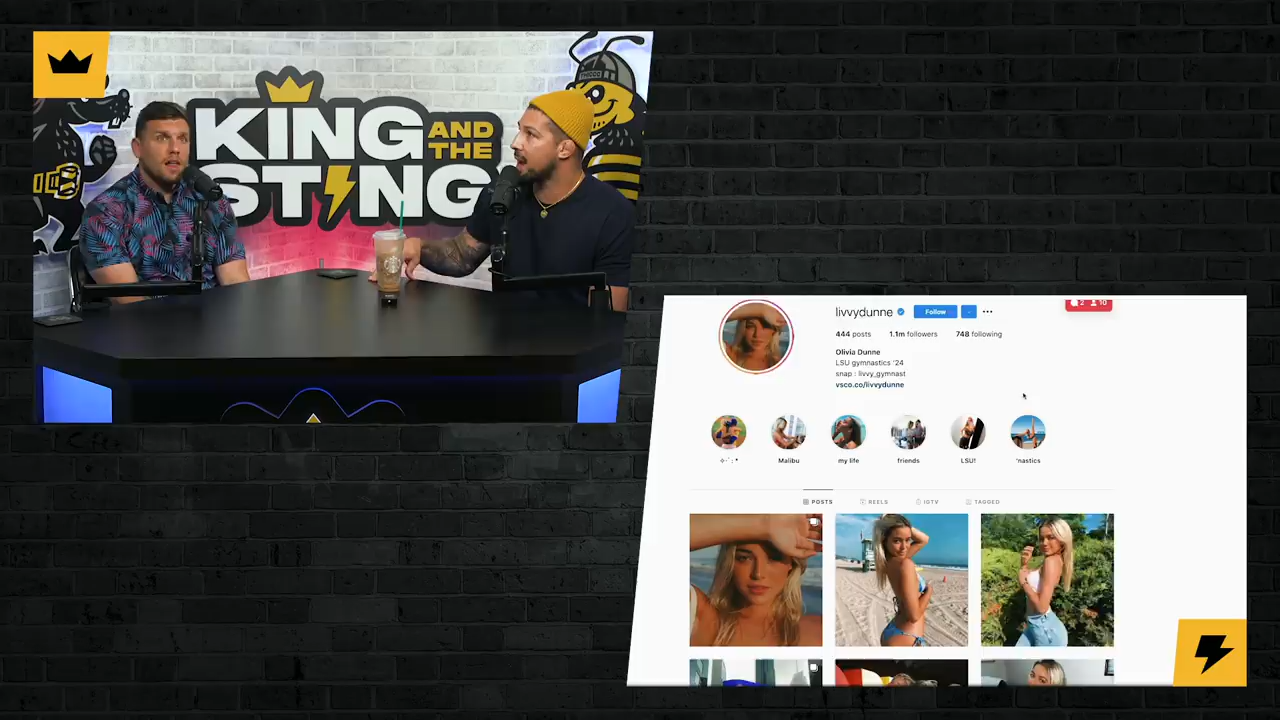 KING AND THE STING
livvydunne Follow
444 posts 1.1m followers 748 following
Olivia Dunne
LSU gymnastics '24
snap : livvy_gymnast
vsco.co/livvydunne
Malibu my life friends LSU! 'nastics
POSTS REELS IGTV TAGGED